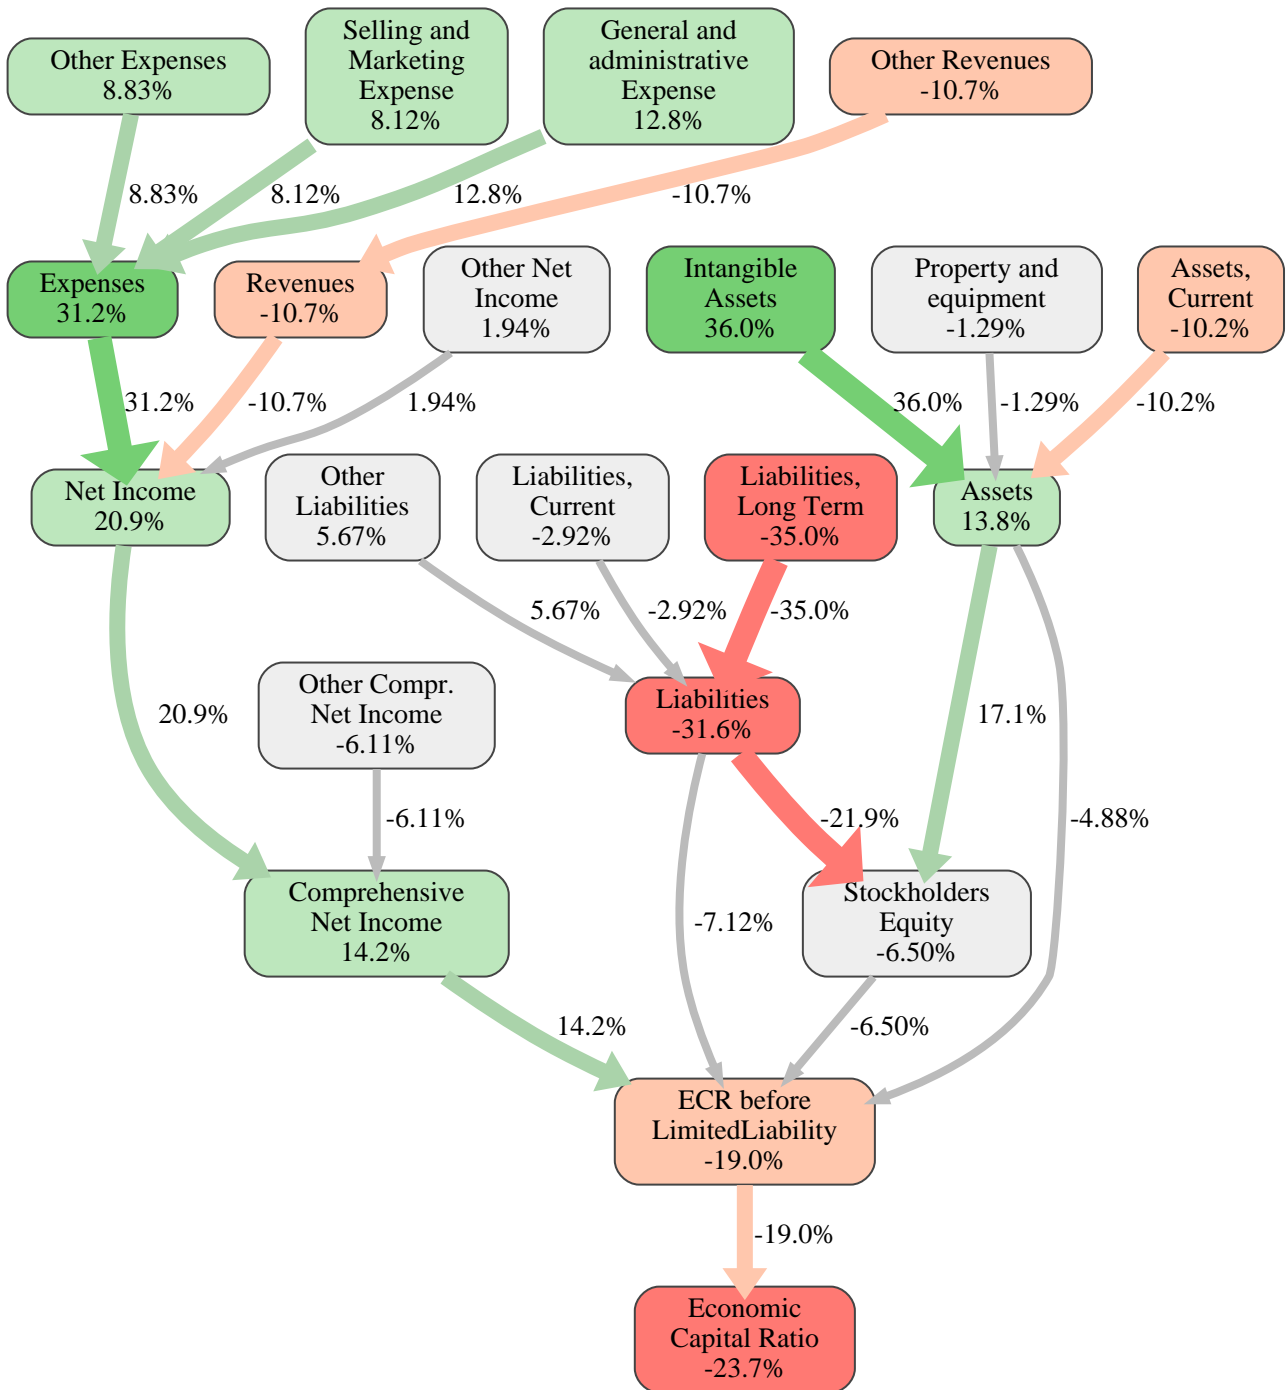 Other Expenses
8.83%
Selling and
Marketing
Expense
8.12%
General and
administrative
Expense
12.8%
Other Revenues
-10.7%
8.83%
8.12%
12.8%
-10.7%
Expenses
31.2%
Revenues
-10.7%
Other Net
Income
1.94%
Intangible
Assets
36.0%
Property and
equipment
-1.29%
Assets,
Current
-10.2%
31.2%
-10.7%
1.94%
36.0%
-1.29%
-10.2%
Net Income
20.9%
Other
Liabilities
5.67%
Liabilities,
Current
-2.92%
Liabilities,
Long Term
-35.0%
Assets
13.8%
5.67%
-2.92%
-35.0%
Other Compr.
Net Income
-6.11%
Liabilities
-31.6%
20.9%
17.1%
-6.11%
-21.9%
-4.88%
Comprehensive
Net Income
14.2%
-7.12%
Stockholders
Equity
-6.50%
14.2%
-6.50%
ECR before
LimitedLiability
-19.0%
-19.0%
Economic
Capital Ratio
-23.7%